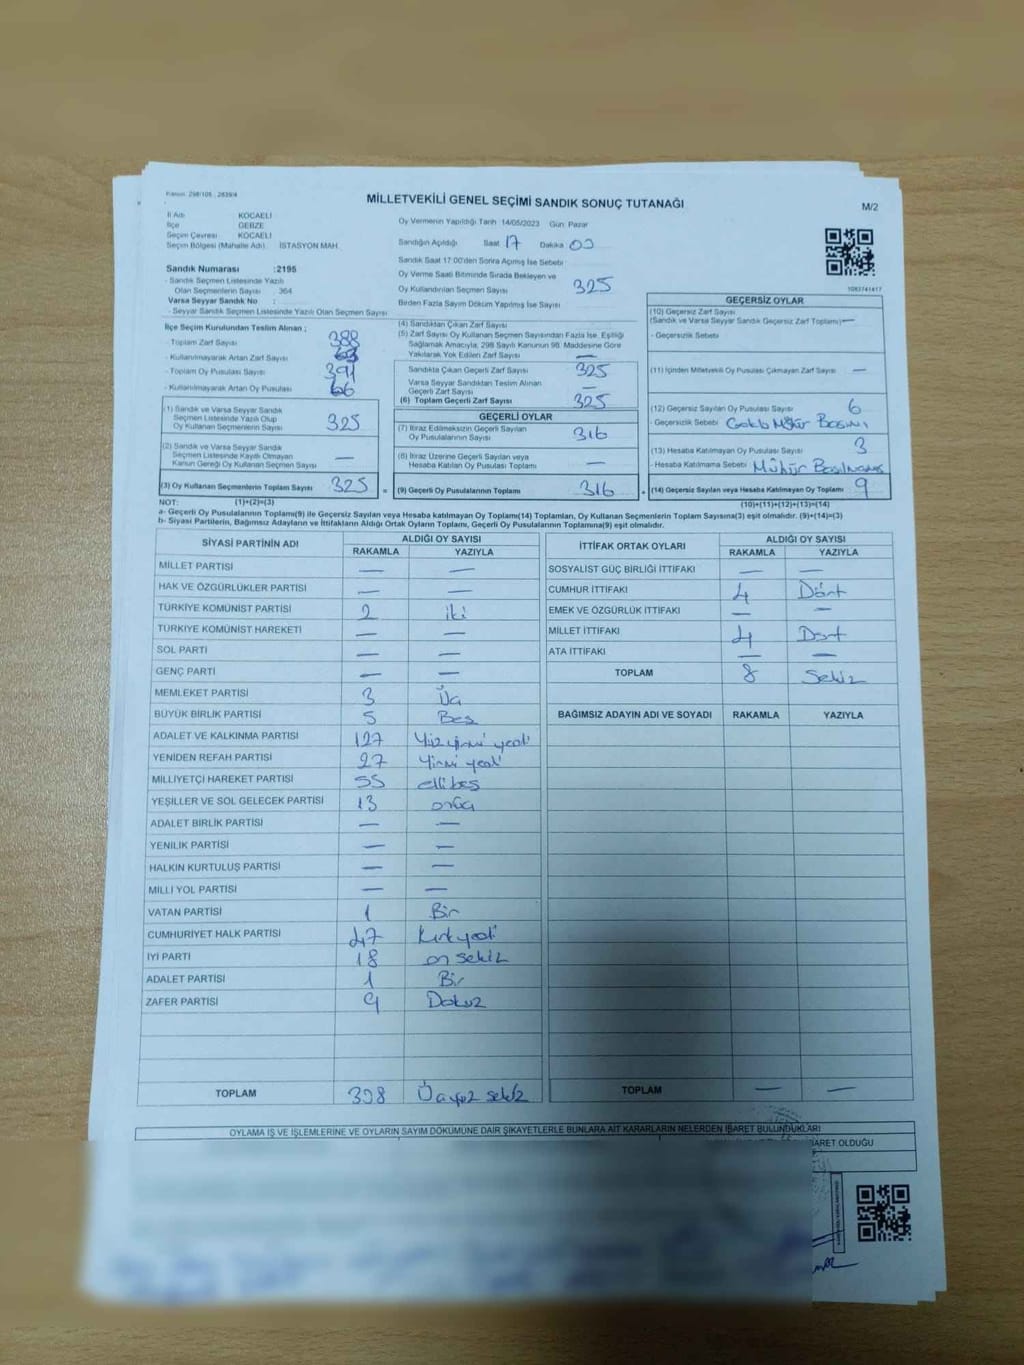 Kanun: 298/105 , 2839/4
MİLLETVEKİLİ GENEL SEÇİMİ SANDIK SONUÇ TUTANAĞI
M/2
İl Adı KOCAELİ
İlçe GEBZE
Seçim Çevresi KOCAELİ
Seçim Bölgesi (Mahalle Adı) : İSTASYON MAH.
Sandık Numarası :2195
- Sandık Seçmen Listesinde Yazılı
Olan Seçmenlerin Sayısı : 364
Varsa Seyyar Sandık No :
- Seyyar Sandık Seçmen Listesinde Yazılı Olan Seçmen Sayısı
Oy Vermenin Yapıldığı Tarih 14/05/2023 Gün: Pazar
Sandığın Açıldığı Saat 17 Dakika 00
Sandık Saat 17:00'den Sonra Açılmış İse Sebebi
Oy Verme Saati Bitiminde Sırada Bekleyen ve
Oy Kullandırılan Seçmen Sayısı 325
Birden Fazla Sayım Döküm Yapılmış İse Sayısı
1083741417
İlçe Seçim Kurulundan Teslim Alınan ;
- Toplam Zarf Sayısı 388
- Kullanılmayarak Artan Zarf Sayısı 63
- Toplam Oy Pusulası Sayısı 391
- Kullanılmayarak Artan Oy Pusulası 66
(1) Sandık ve Varsa Seyyar Sandık
Seçmen Listesinde Yazılı Olup
Oy Kullanan Seçmenlerin Sayısı 325
(2) Sandık ve Varsa Seyyar Sandık
Seçmen Listesinde Kayıtlı Olmayan
Kanun Gereği Oy Kullanan Seçmen Sayısı —
(3) Oy Kullanan Seçmenlerin Toplam Sayısı 325 =
(4) Sandıktan Çıkan Zarf Sayısı
(5) Zarf Sayısı Oy Kullanan Seçmen Sayısından Fazla İse, Eşitliği
Sağlamak Amacıyla, 298 Sayılı Kanunun 98. Maddesine Göre
Yakılarak Yok Edilen Zarf Sayısı —
Sandıkta Çıkan Geçerli Zarf Sayısı 325
Varsa Seyyar Sandıktan Teslim Alınan
Geçerli Zarf Sayısı —
(6) Toplam Geçerli Zarf Sayısı 325
GEÇERLİ OYLAR
(7) İtiraz Edilmeksizin Geçerli Sayılan
Oy Pusulalarının Sayısı 316
(8) İtiraz Üzerine Geçerli Sayılan veya
Hesaba Katılan Oy Pusulası Toplamı —
(9) Geçerli Oy Pusulalarının Toplamı 316 +
GEÇERSİZ OYLAR
(10) Geçersiz Zarf Sayısı
(Sandık ve Varsa Seyyar Sandık Geçersiz Zarf Toplamı) —
- Geçersizlik Sebebi
(11) İçinden Milletvekili Oy Pusulası Çıkmayan Zarf Sayısı —
(12) Geçersiz Sayılan Oy Pusulası Sayısı 6
- Geçersizlik Sebebi Çoklu Mühür Basımı
(13) Hesaba Katılmayan Oy Pusulası Sayısı 3
- Hesaba Katılmama Sebebi Mühür Basılmamış
(14) Geçersiz Sayılan veya Hesaba Katılmayan Oy Toplamı 9
NOT: (1)+(2)=(3) (10)+(11)+(12)+(13)=(14)
a- Geçerli Oy Pusulasının Toplamı(9) ile Geçersiz Sayılan veya Hesaba katılmayan Oy Toplamı(14) Toplamları, Oy Kullanan Seçmenlerin Toplam Sayısına(3) eşit olmalıdır. (9)+(14)=(3)
b- Siyasi Partilerin, Bağımsız Adayların ve İttifakların Aldığı Ortak Oyların Toplamı, Geçerli Oy Pusulalarının Toplamına(9) eşit olmalıdır.
SİYASİ PARTİNİN ADI ALDIĞI OY SAYISI
RAKAMLA YAZIYLA
MİLLET PARTİSİ — —
HAK VE ÖZGÜRLÜKLER PARTİSİ — —
TÜRKİYE KOMÜNİST PARTİSİ 2 iki
TÜRKİYE KOMÜNİST HAREKETİ — —
SOL PARTİ — —
GENÇ PARTİ — —
MEMLEKET PARTİSİ 3 Üç
BÜYÜK BİRLİK PARTİSİ 5 Beş
ADALET VE KALKINMA PARTİSİ 127 Yüz yirmi yedi
YENİDEN REFAH PARTİSİ 27 Yirmi yedi
MİLLİYETÇİ HAREKET PARTİSİ 55 ellibeş
YEŞİLLER VE SOL GELECEK PARTİSİ 13 onüç
ADALET BİRLİK PARTİSİ — —
YENİLİK PARTİSİ — —
HALKIN KURTULUŞ PARTİSİ — —
MİLLİ YOL PARTİSİ — —
VATAN PARTİSİ 1 Bir
CUMHURİYET HALK PARTİSİ 47 Kırk yedi
İYİ PARTİ 18 on sekiz
ADALET PARTİSİ 1 Bir
ZAFER PARTİSİ 9 Dokuz
TOPLAM 308 Üçyüz sekiz
İTTİFAK ORTAK OYLARI ALDIĞI OY SAYISI
RAKAMLA YAZIYLA
SOSYALİST GÜÇ BİRLİĞİ İTTİFAKI — —
CUMHUR İTTİFAKI 4 Dört
EMEK VE ÖZGÜRLÜK İTTİFAKI — —
MİLLET İTTİFAKI 4 Dört
ATA İTTİFAKI — —
TOPLAM 8 Sekiz
BAĞIMSIZ ADAYIN ADI VE SOYADI RAKAMLA YAZIYLA
TOPLAM — —
OYLAMA İŞ VE İŞLEMLERİNE VE OYLARIN SAYIM DÖKÜMÜNE DAİR ŞİKAYETLERLE BUNLARA AİT KARARLARIN NELERDEN İBARET BULUNDUKLARI
İBARET OLDUĞU